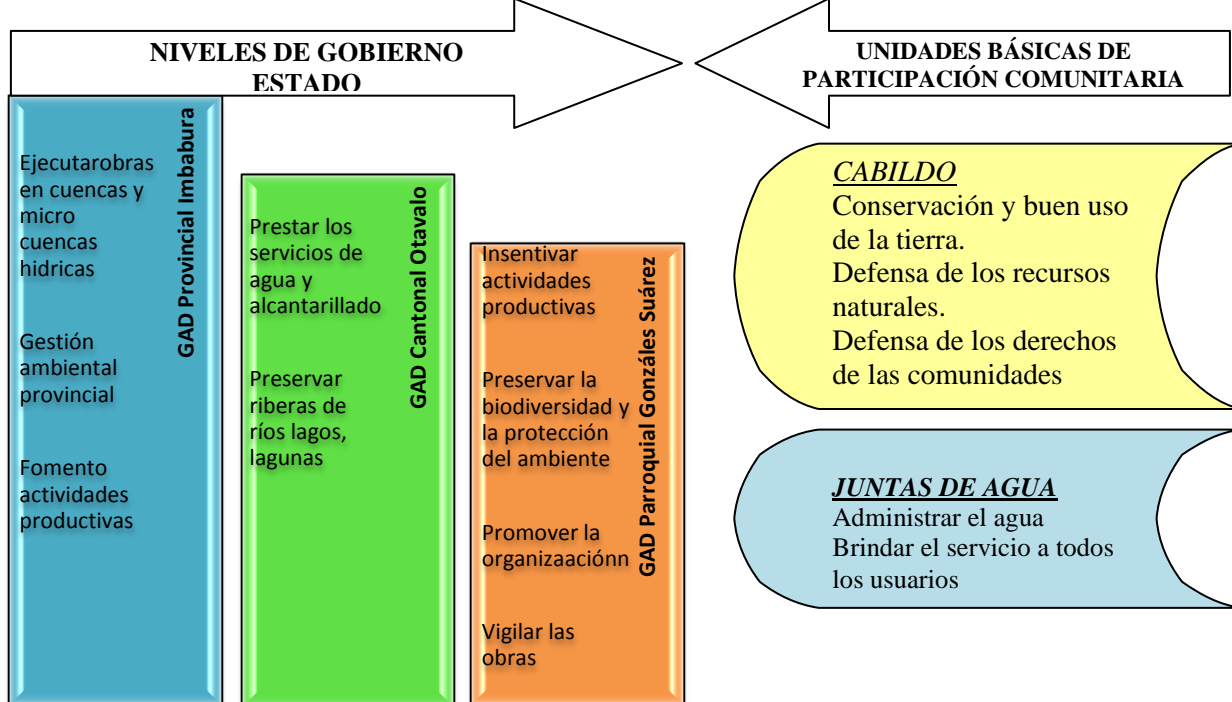 NIVELES DE GOBIERNO
ESTADO
UNIDADES BÁSICAS DE
PARTICIPACIÓN COMUNITARIA
GAD Provincial Imbabura
Ejecutarobras
en cuencas y
micro
cuencas
hidricas
Gestión
ambiental
provincial
Fomento
actividades
productivas
GAD Cantonal Otavalo
Prestar los
servicios de
agua y
alcantarillado
Preservar
riberas de
ríos lagos,
lagunas
GAD Parroquial Gonzáles Suárez
Insentivar
actividades
productivas
Preservar la
biodiversidad y
la protección
del ambiente
Promover la
organizaaciónn
Vigilar las
obras
CABILDO
Conservación y buen uso
de la tierra.
Defensa de los recursos
naturales.
Defensa de los derechos
de las comunidades
JUNTAS DE AGUA
Administrar el agua
Brindar el servicio a todos
los usuarios